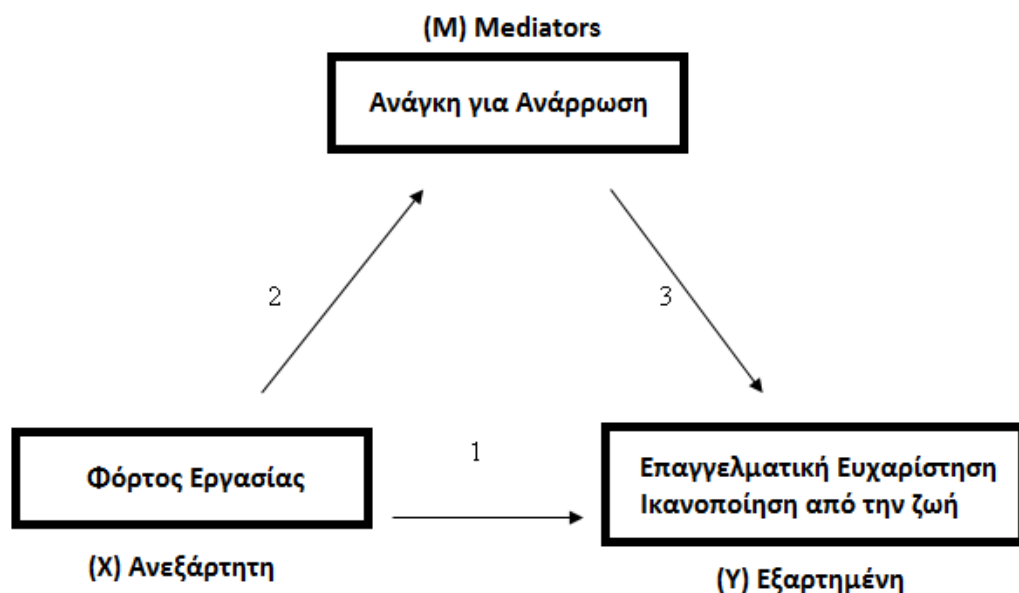 (M) Mediators
Ανάγκη για Ανάρρωση
2
3
1
Φόρτος Εργασίας
Επαγγελματική Ευχαρίστηση
Ικανοποίηση από την ζωή
(X) Ανεξάρτητη
(Y) Εξαρτημένη